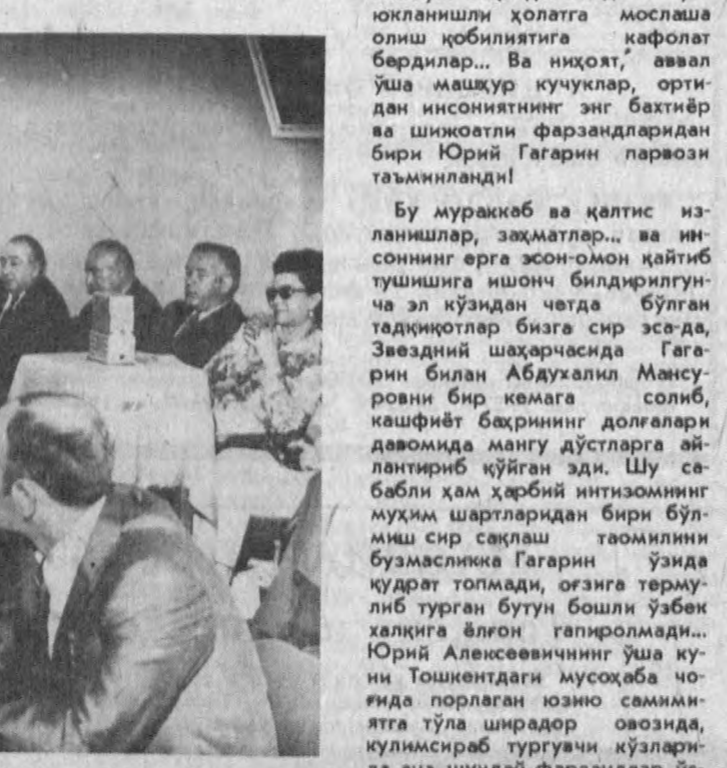 юкланишли ҳолатга мослаша
олиш қобилиятига кафолат
бердилар... Ва ниҳоят, аввал
ўша машҳур кучуклар, орти-
дан инсониятнинг энг бахтиёр
ва шижоатли фарзандларидан
бири Юрий Гагарин парвози
таъминланди!
Бу мураккаб ва қалтис из-
ланишлар, заҳматлар... ва ин-
соннинг ерга эсон-омон қайтиб
тушишига ишонч билдирилгун-
ча эл кўзидан четда бўлган
тадқиқотлар бизга сир эса-да,
Звездний шаҳарчасида Гага-
рин билан Абдухалил Мансу-
ровни бир кемага солиб,
кашфиёт баҳрининг долғалари
давомида мангу дўстларга ай-
лантириб қўйган эди. Шу са-
бабли ҳам ҳарбий интизомнинг
муҳим шартларидан бири бўл-
миш сир сақлаш таомилини
бузмасликка Гагарин ўзида
қудрат топмади, оғзига терму-
либ турган бутун бошли ўзбек
халқига ёлғон гапиролмади...
Юрий Алексеевичнинг ўша ку-
ни Тошкентдаги мусоҳаба чо-
ғида порлаган юзию самими-
ятга тўла ширадор овозида,
кулимсираб тургувчи кўзлари-